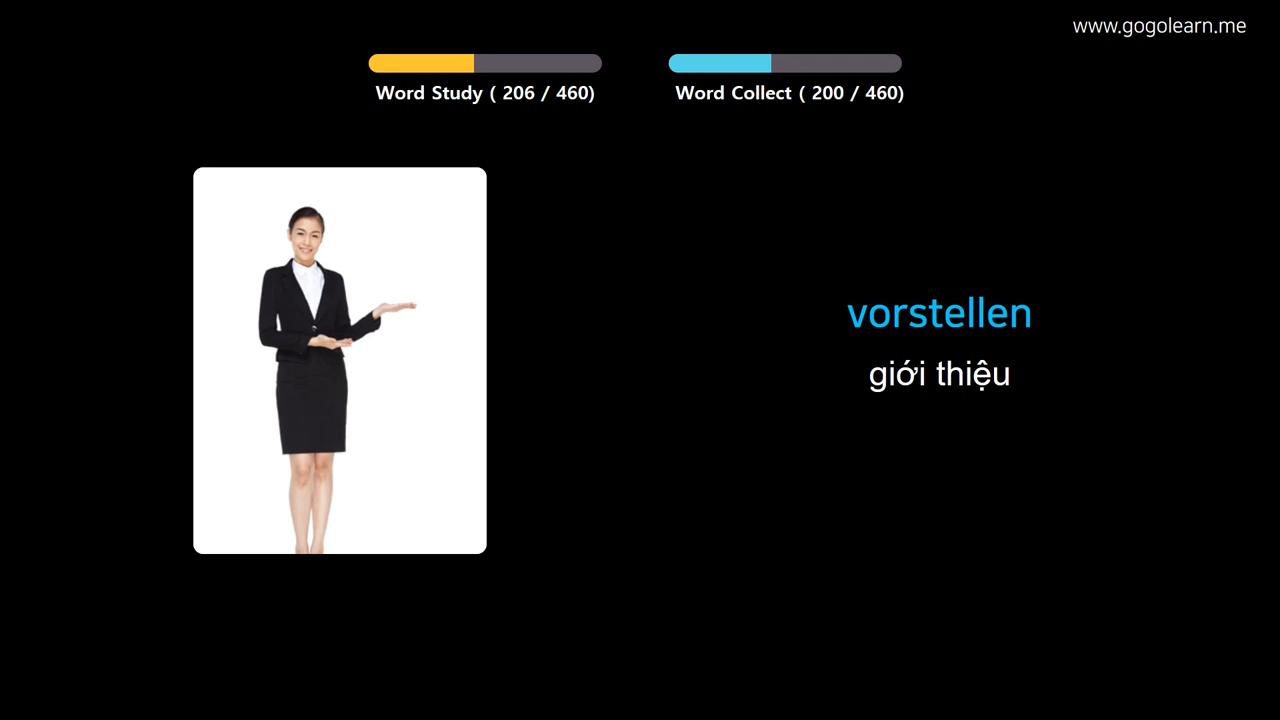 www.gogolearn.me
Word Study ( 206 / 460)
Word Collect ( 200 / 460)
vorstellen
giới thiệu